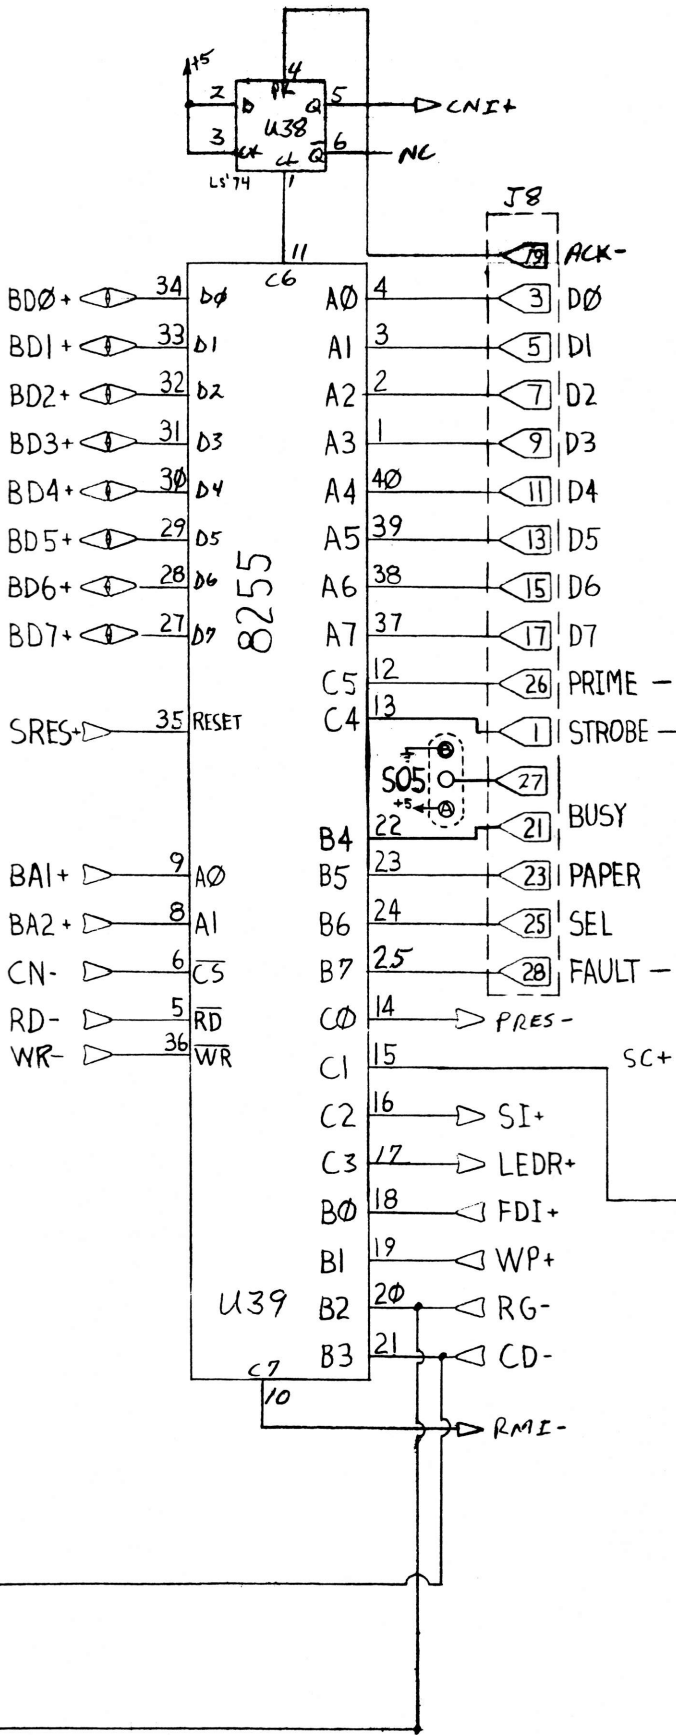 +5 4
2 D PR Q 5 CNI+
U38
3 CK CL Q̅ 6 NC
LS'74 1
J8
11 19 ACK-
C6
BDØ+ 34 DØ AØ 4 3 DØ
BD1+ 33 D1 A1 3 5 D1
BD2+ 32 D2 A2 2 7 D2
BD3+ 31 D3 A3 1 9 D3
BD4+ 3Ø D4 A4 4Ø 11 D4
BD5+ 29 D5 A5 39 13 D5
BD6+ 28 D6 A6 38 15 D6
BD7+ 27 D7 A7 37 17 D7
8255
C5 12 26 PRIME -
SRES+ 35 RESET C4 13 1 STROBE -
B
SO5 27
+5 A
B4 22 21 BUSY
BA1+ 9 AØ B5 23 23 PAPER
BA2+ 8 A1 B6 24 25 SEL
CN- 6 C̅S̅ B7 25 28 FAULT -
RD- 5 R̅D̅ CØ 14 PRES-
WR- 36 W̅R̅ C1 15 SC+
C2 16 SI+
C3 17 LEDR+
BØ 18 FDI+
B1 19 WP+
U39 B2 2Ø RG-
B3 21 CD-
C7
10
RMI-